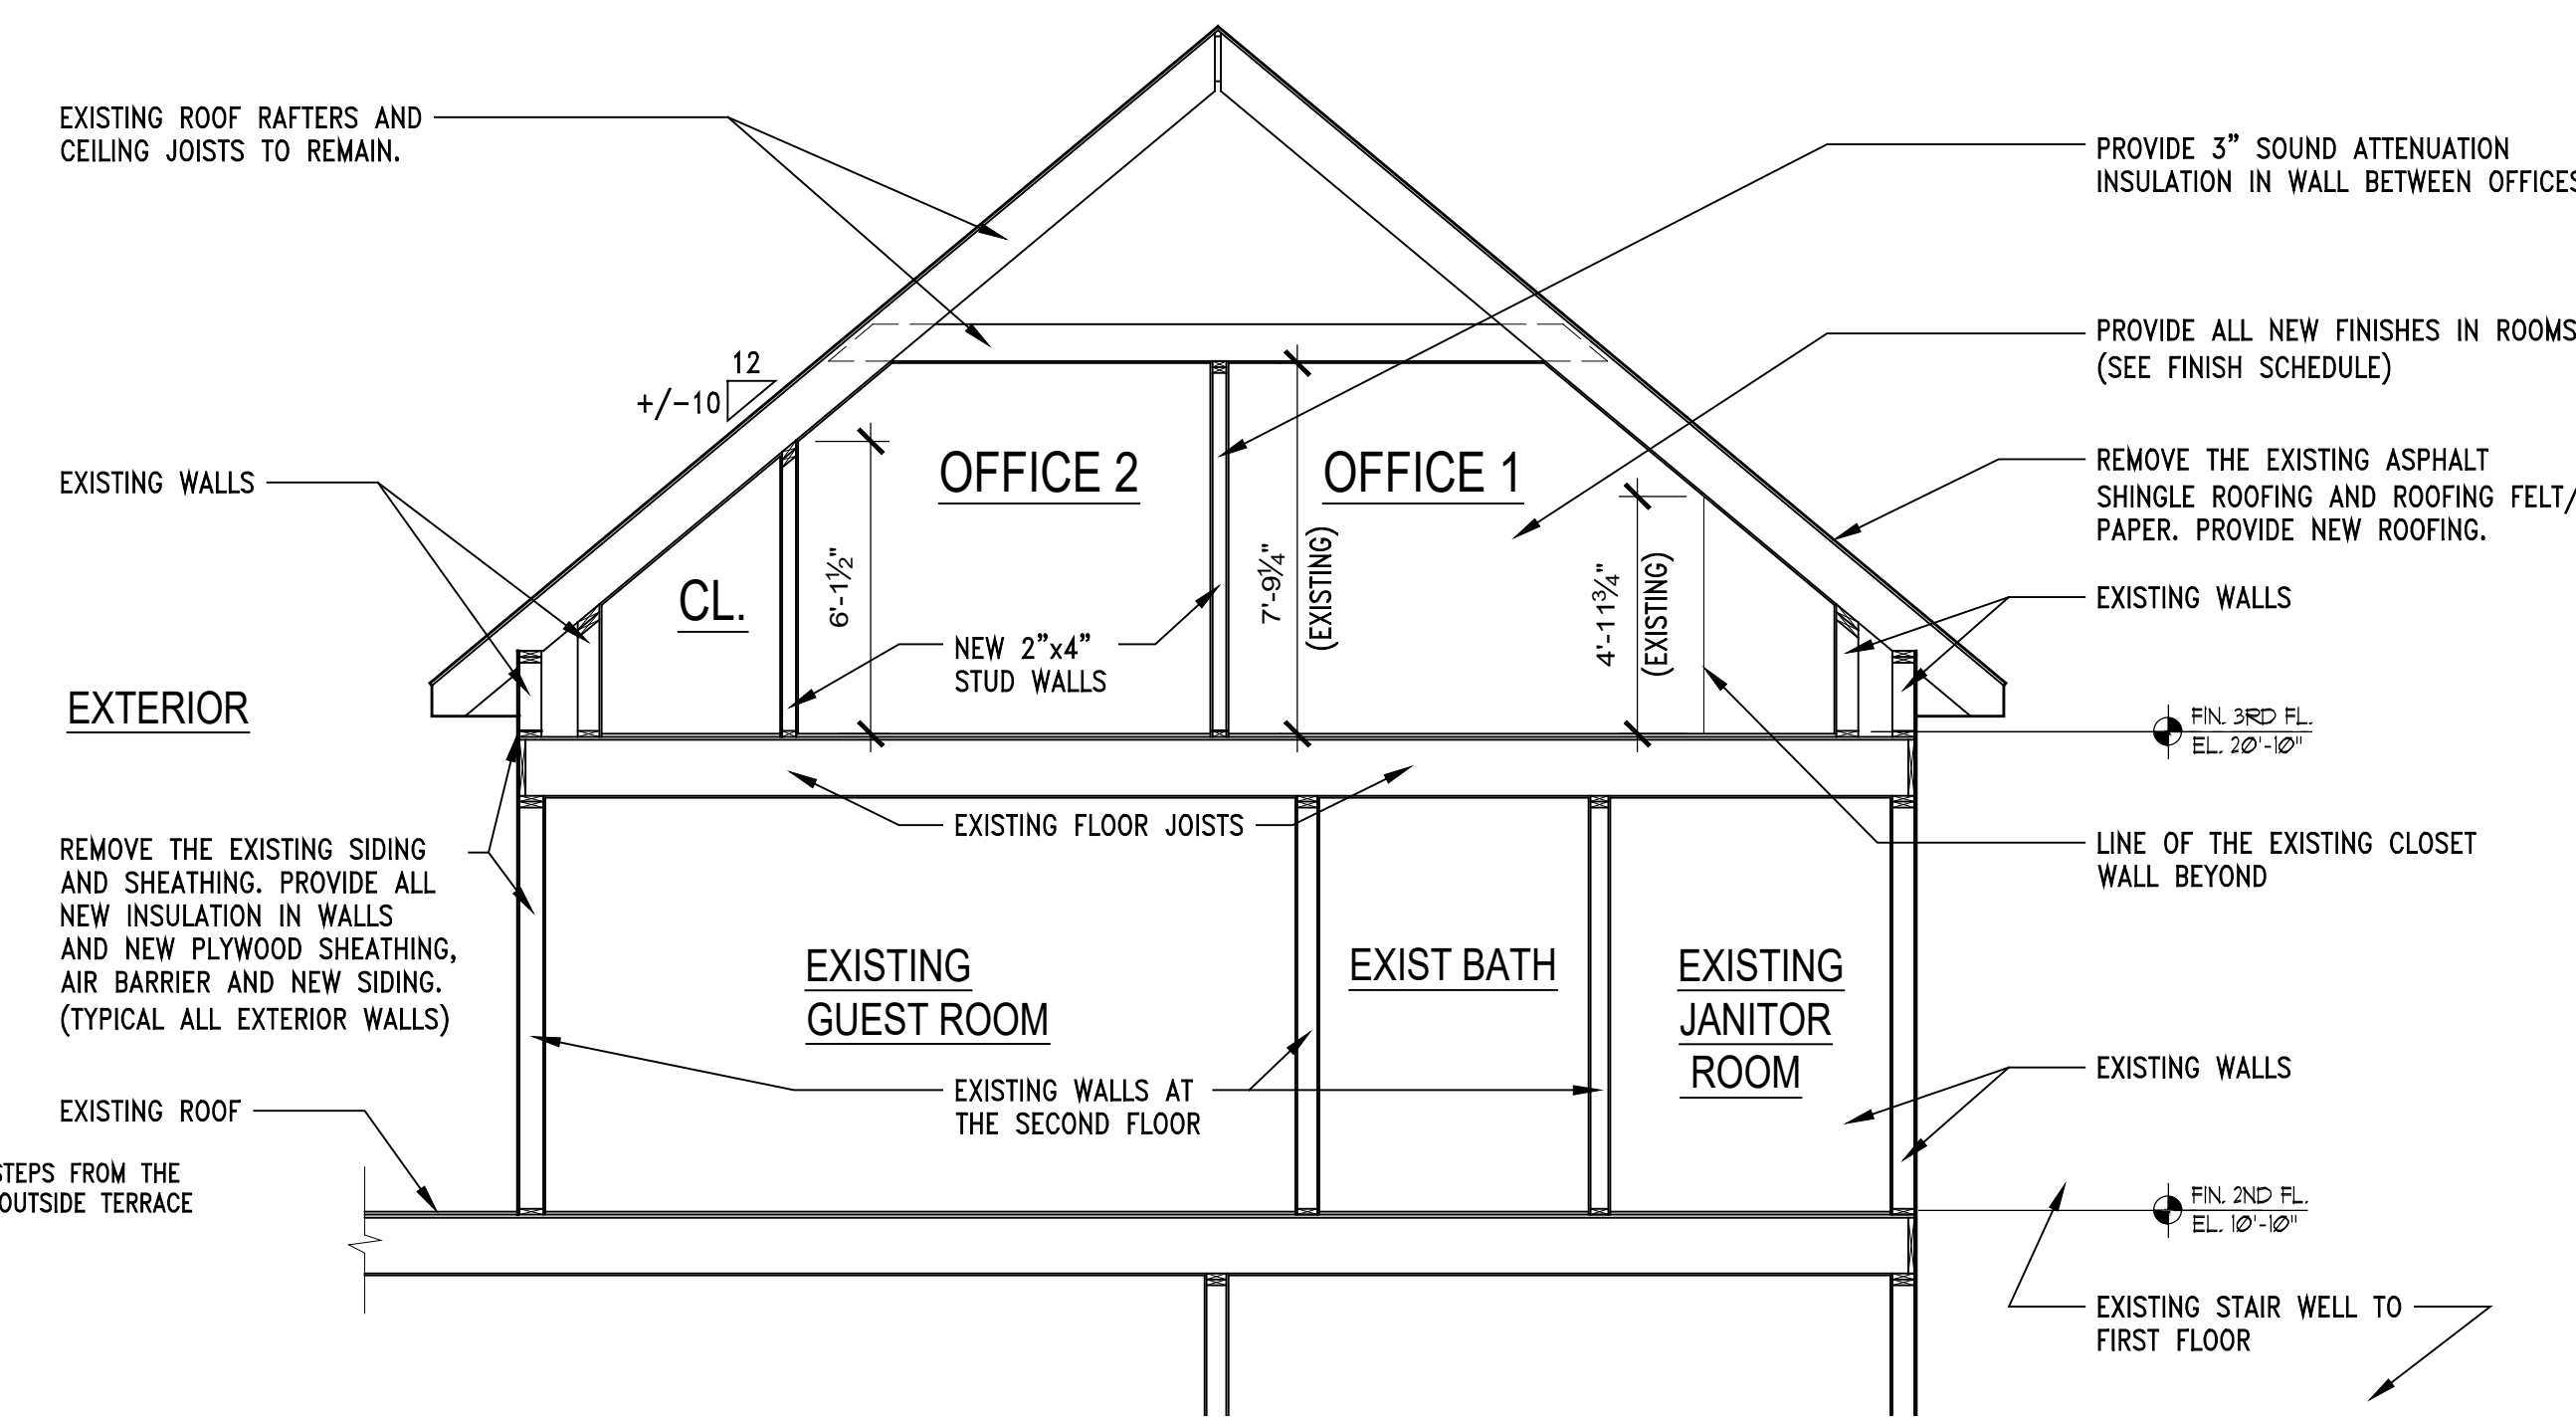 EXISTING ROOF RAFTERS AND
CEILING JOISTS TO REMAIN.
PROVIDE 3" SOUND ATTENUATION
INSULATION IN WALL BETWEEN OFFICES
PROVIDE ALL NEW FINISHES IN ROOMS
(SEE FINISH SCHEDULE)
12
+/-10
EXISTING WALLS
OFFICE 2
OFFICE 1
REMOVE THE EXISTING ASPHALT
SHINGLE ROOFING AND ROOFING FELT/
PAPER. PROVIDE NEW ROOFING.
CL.
6'-1½"
7'-9¼"
(EXISTING)
4'-11¾"
(EXISTING)
EXISTING WALLS
NEW 2"x4"
STUD WALLS
EXTERIOR
FIN. 3RD FL.
EL. 20'-10"
EXISTING FLOOR JOISTS
REMOVE THE EXISTING SIDING
AND SHEATHING. PROVIDE ALL
NEW INSULATION IN WALLS
AND NEW PLYWOOD SHEATHING,
AIR BARRIER AND NEW SIDING.
(TYPICAL ALL EXTERIOR WALLS)
LINE OF THE EXISTING CLOSET
WALL BEYOND
EXISTING
GUEST ROOM
EXIST BATH
EXISTING
JANITOR
ROOM
EXISTING WALLS AT
THE SECOND FLOOR
EXISTING WALLS
EXISTING ROOF
STEPS FROM THE
OUTSIDE TERRACE
FIN. 2ND FL.
EL. 10'-10"
EXISTING STAIR WELL TO
FIRST FLOOR